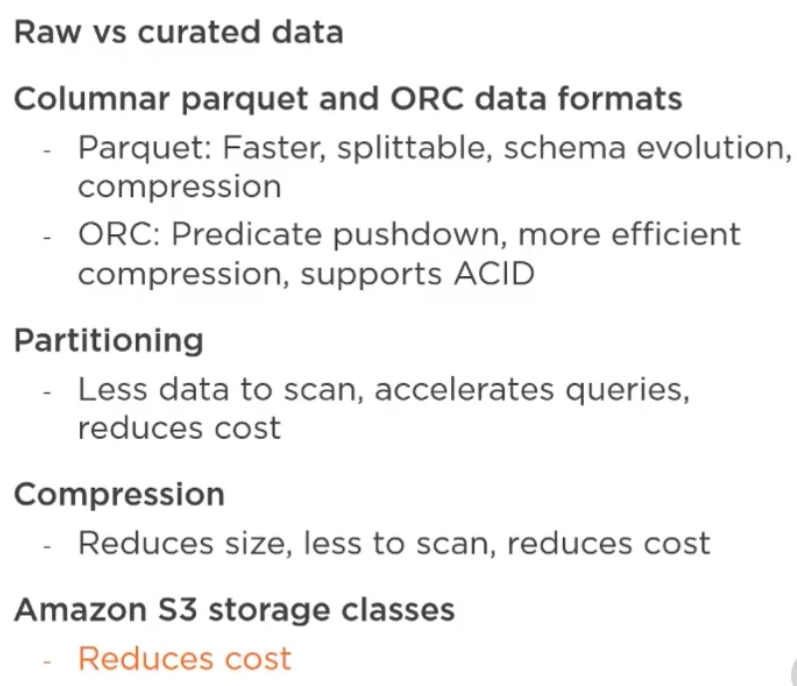 Raw vs curated data
Columnar parquet and ORC data formats
- Parquet: Faster, splittable, schema evolution,
compression
- ORC: Predicate pushdown, more efficient
compression, supports ACID
Partitioning
- Less data to scan, accelerates queries,
reduces cost
Compression
- Reduces size, less to scan, reduces cost
Amazon S3 storage classes
- Reduces cost